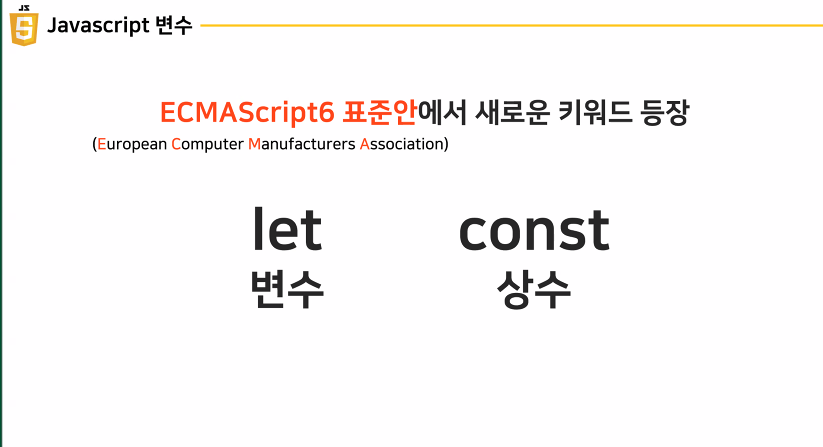 JS
Javascript 변수
ECMAScript6 표준안에서 새로운 키워드 등장
(European Computer Manufacturers Association)
let const
변수 상수